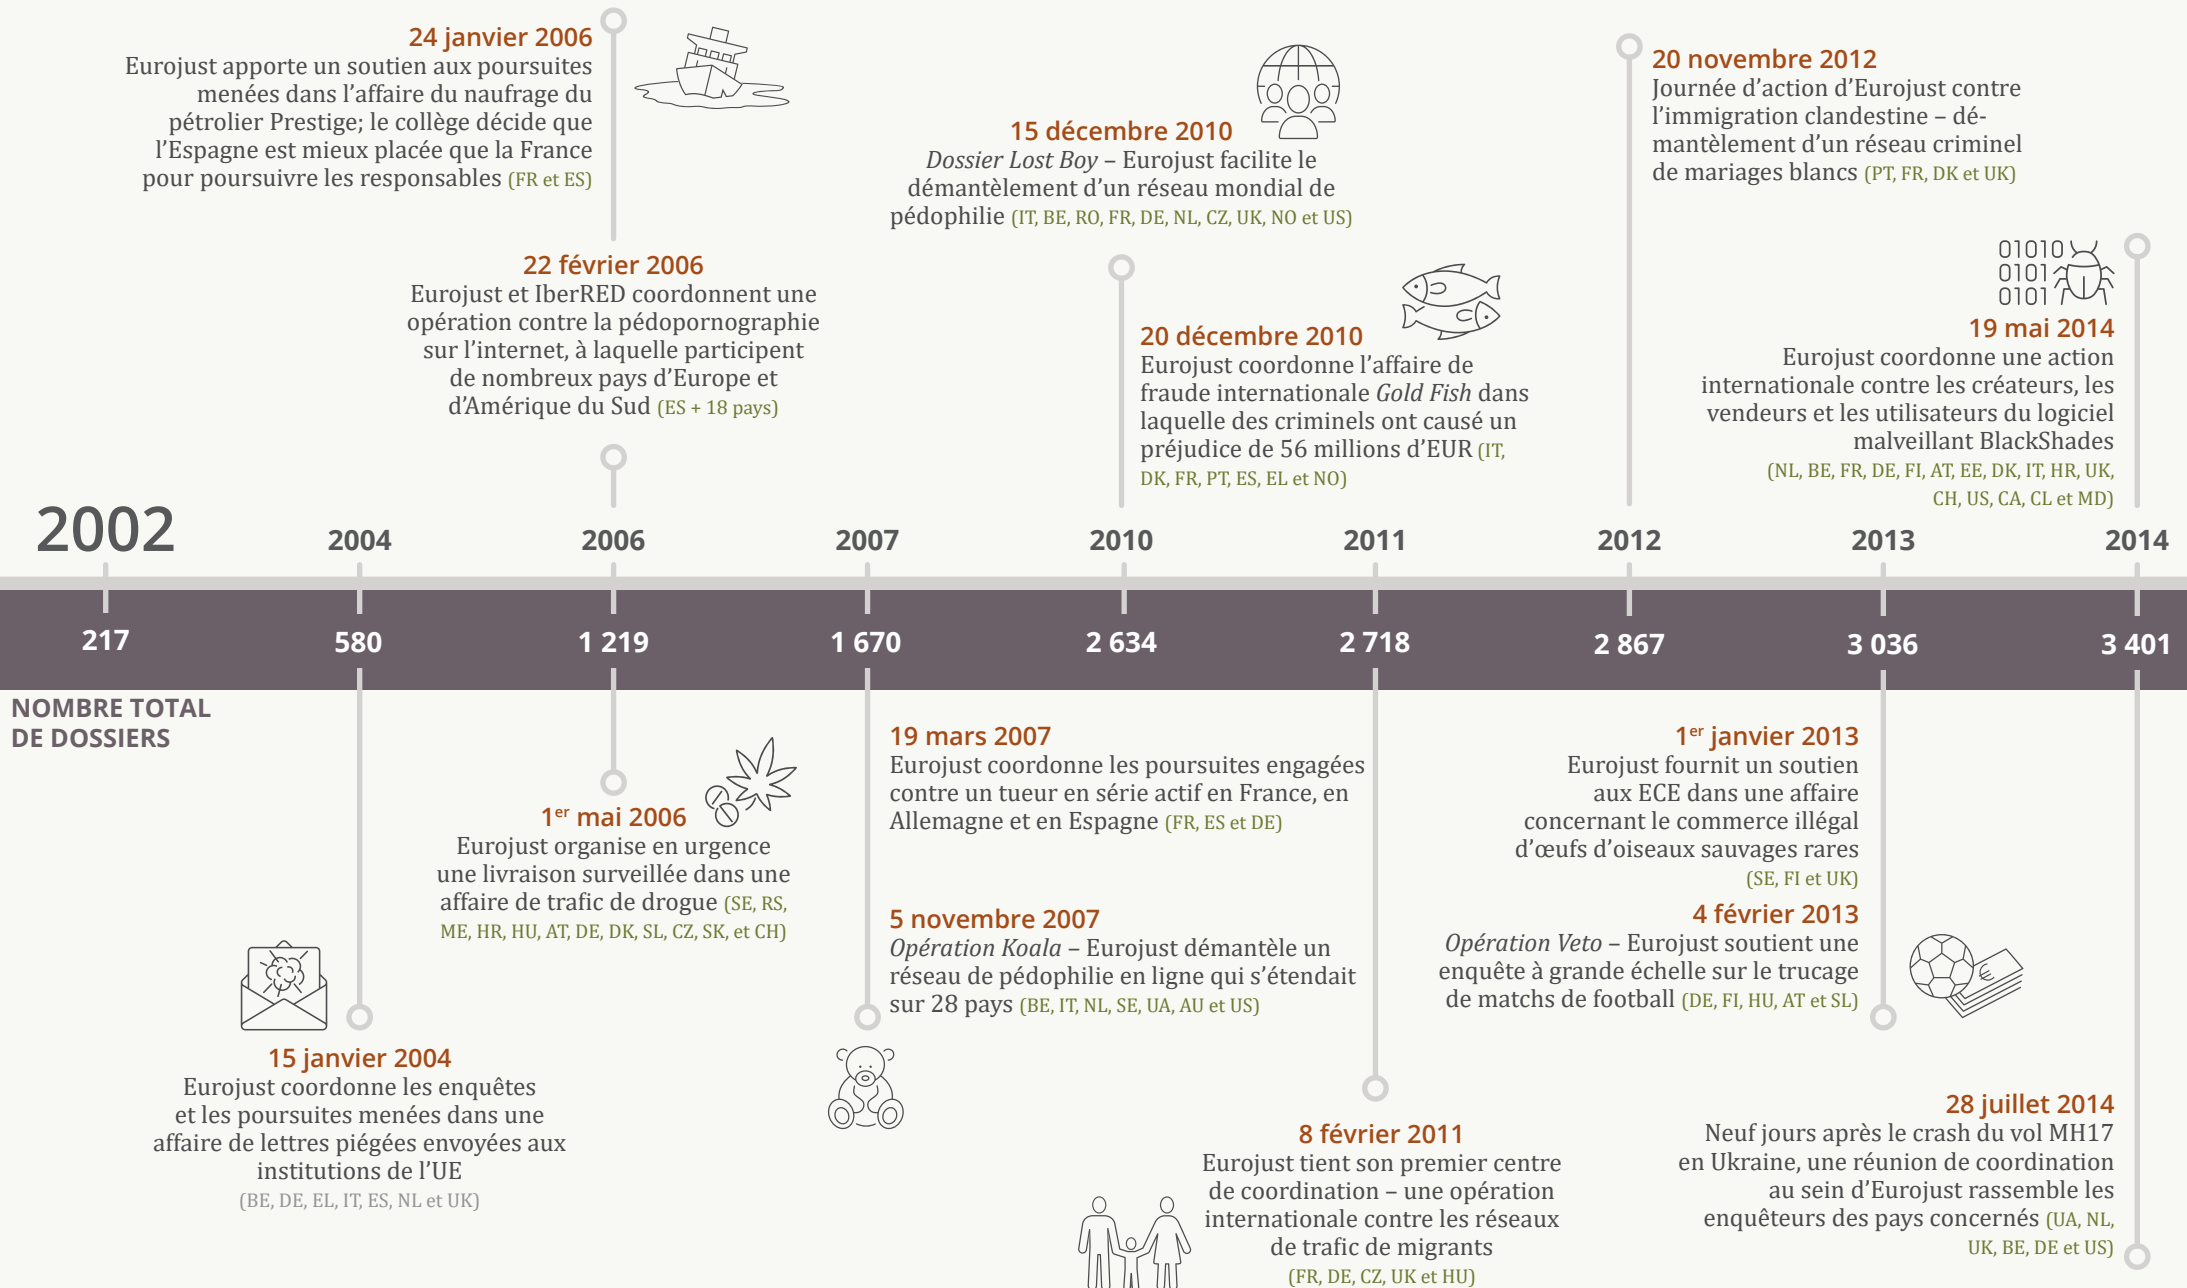 24 janvier 2006
Eurojust apporte un soutien aux poursuites
menées dans l’affaire du naufrage du
pétrolier Prestige; le collège décide que
l’Espagne est mieux placée que la France
pour poursuivre les responsables (FR et ES)
22 février 2006
Eurojust et IberRED coordonnent une
opération contre la pédopornographie
sur l’internet, à laquelle participent
de nombreux pays d’Europe et
d’Amérique du Sud (ES + 18 pays)
15 décembre 2010
Dossier Lost Boy – Eurojust facilite le
démantèlement d’un réseau mondial de
pédophilie (IT, BE, RO, FR, DE, NL, CZ, UK, NO et US)
20 décembre 2010
Eurojust coordonne l’affaire de
fraude internationale Gold Fish dans
laquelle des criminels ont causé un
préjudice de 56 millions d’EUR (IT,
DK, FR, PT, ES, EL et NO)
20 novembre 2012
Journée d’action d’Eurojust contre
l’immigration clandestine – dé-
mantèlement d’un réseau criminel
de mariages blancs (PT, FR, DK et UK)
01010
0101
0101
19 mai 2014
Eurojust coordonne une action
internationale contre les créateurs, les
vendeurs et les utilisateurs du logiciel
malveillant BlackShades
(NL, BE, FR, DE, FI, AT, EE, DK, IT, HR, UK,
CH, US, CA, CL et MD)
2002 2004 2006 2007 2010 2011 2012 2013 2014
217 580 1 219 1 670 2 634 2 718 2 867 3 036 3 401
NOMBRE TOTAL
DE DOSSIERS
15 janvier 2004
Eurojust coordonne les enquêtes
et les poursuites menées dans une
affaire de lettres piégées envoyées aux
institutions de l’UE
(BE, DE, EL, IT, ES, NL et UK)
1er mai 2006
Eurojust organise en urgence
une livraison surveillée dans une
affaire de trafic de drogue (SE, RS,
ME, HR, HU, AT, DE, DK, SL, CZ, SK, et CH)
19 mars 2007
Eurojust coordonne les poursuites engagées
contre un tueur en série actif en France, en
Allemagne et en Espagne (FR, ES et DE)
5 novembre 2007
Opération Koala – Eurojust démantèle un
réseau de pédophilie en ligne qui s’étendait
sur 28 pays (BE, IT, NL, SE, UA, AU et US)
8 février 2011
Eurojust tient son premier centre
de coordination – une opération
internationale contre les réseaux
de trafic de migrants
(FR, DE, CZ, UK et HU)
1er janvier 2013
Eurojust fournit un soutien
aux ECE dans une affaire
concernant le commerce illégal
d’œufs d’oiseaux sauvages rares
(SE, FI et UK)
4 février 2013
Opération Veto – Eurojust soutient une
enquête à grande échelle sur le trucage
de matchs de football (DE, FI, HU, AT et SL)
€
28 juillet 2014
Neuf jours après le crash du vol MH17
en Ukraine, une réunion de coordination
au sein d’Eurojust rassemble les
enquêteurs des pays concernés (UA, NL,
UK, BE, DE et US)